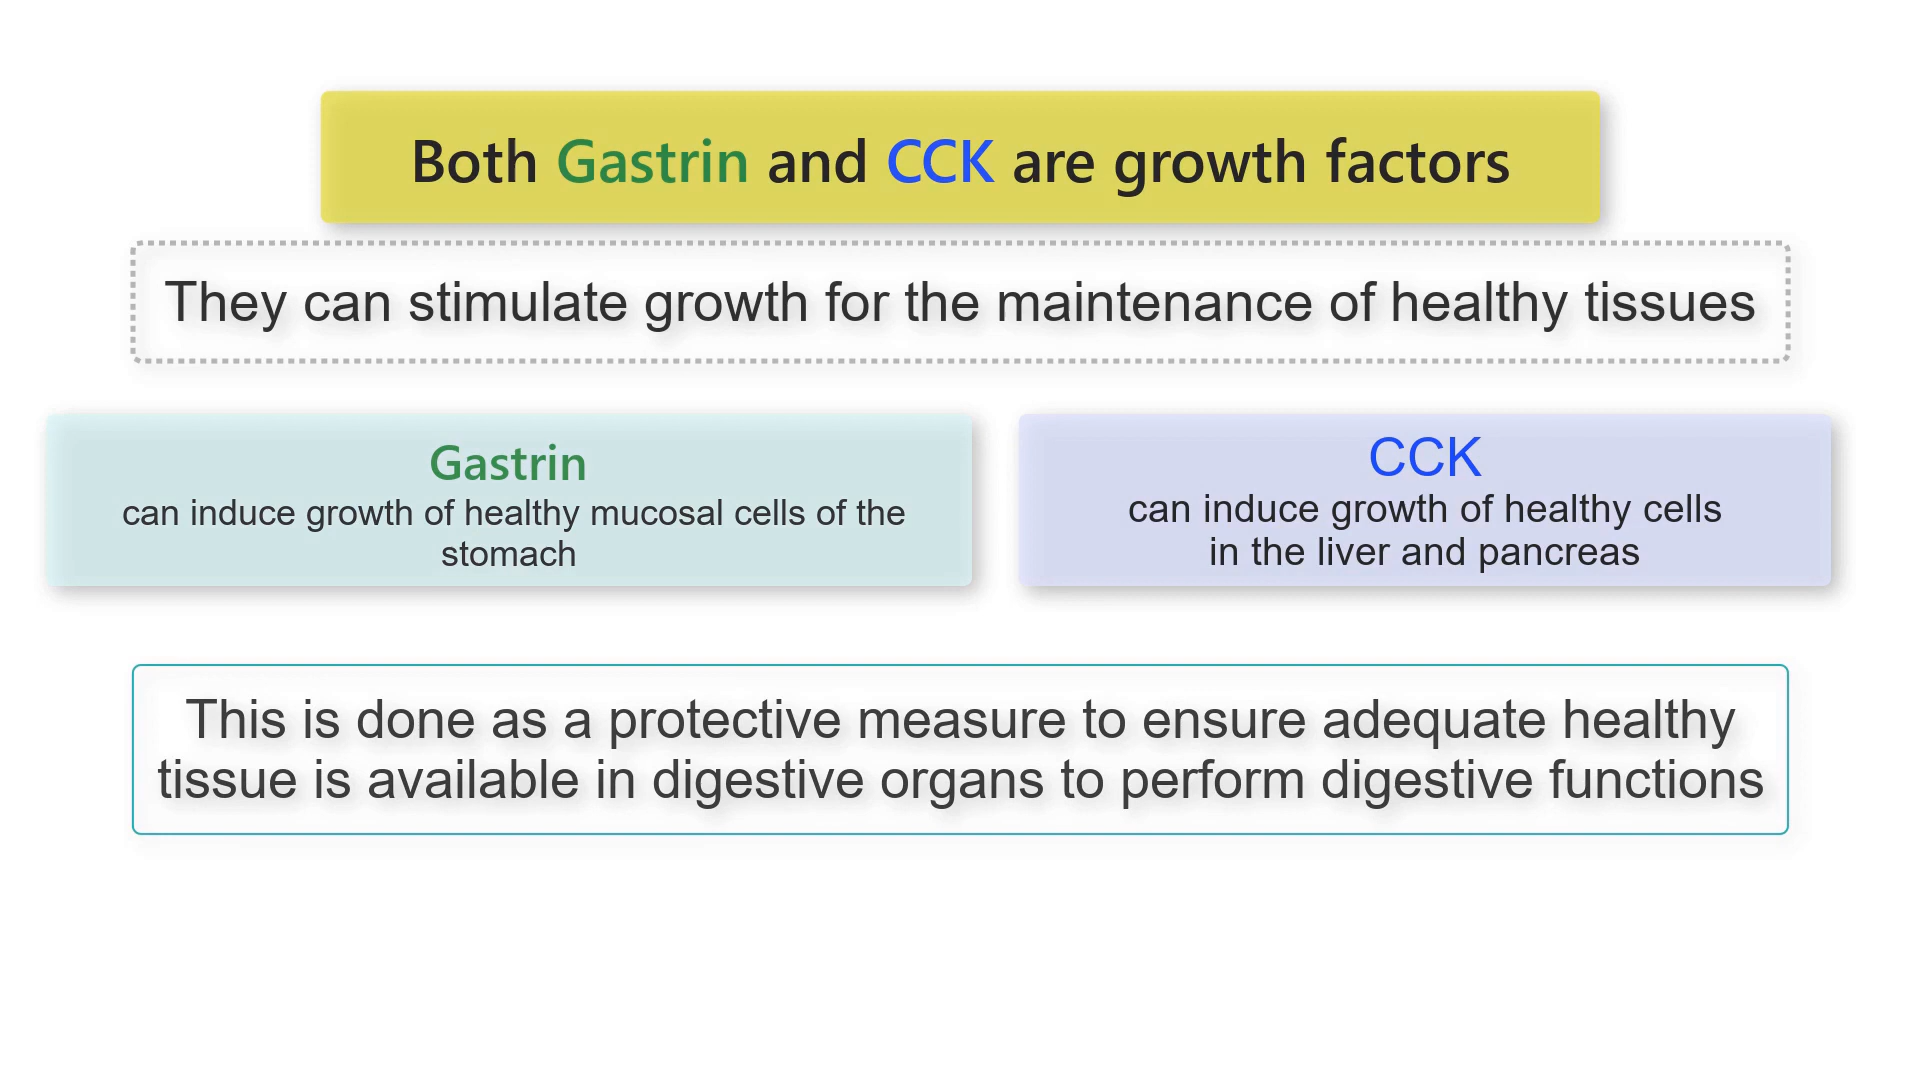 Both Gastrin and CCK are growth factors
They can stimulate growth for the maintenance of healthy tissues
Gastrin
can induce growth of healthy mucosal cells of the
stomach
CCK
can induce growth of healthy cells
in the liver and pancreas
This is done as a protective measure to ensure adequate healthy
tissue is available in digestive organs to perform digestive functions